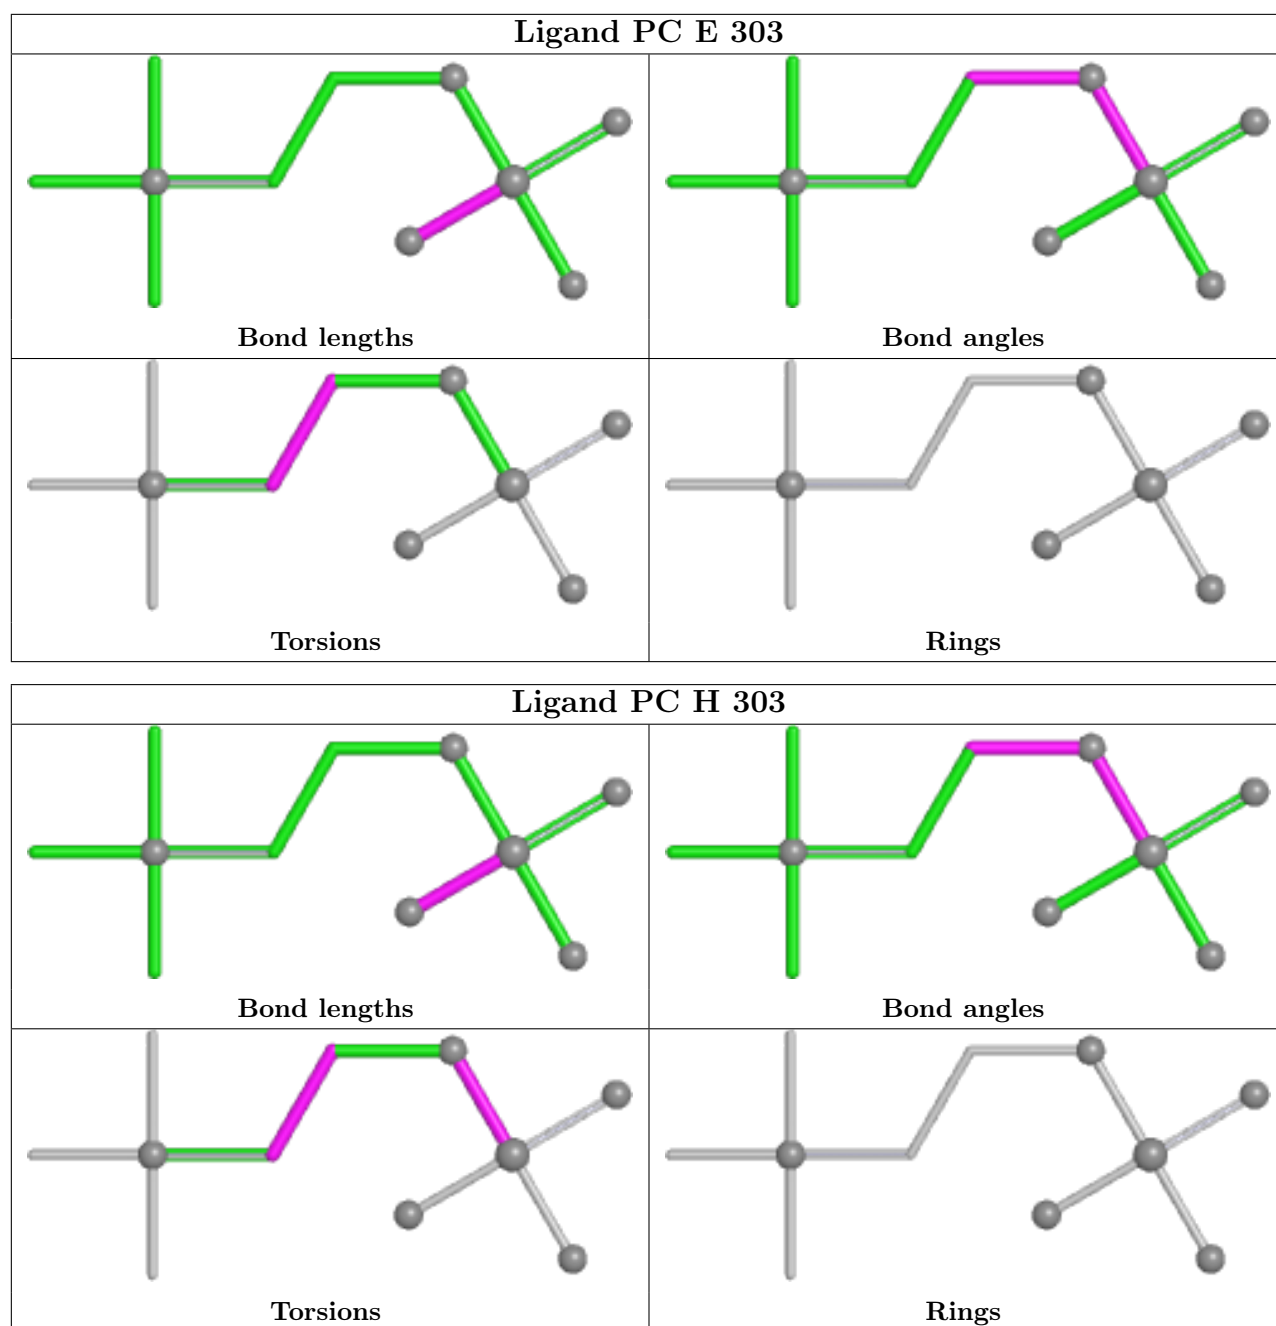 Ligand PC E 303
Bond lengths
Bond angles
Torsions
Rings
Ligand PC H 303
Bond lengths
Bond angles
Torsions
Rings